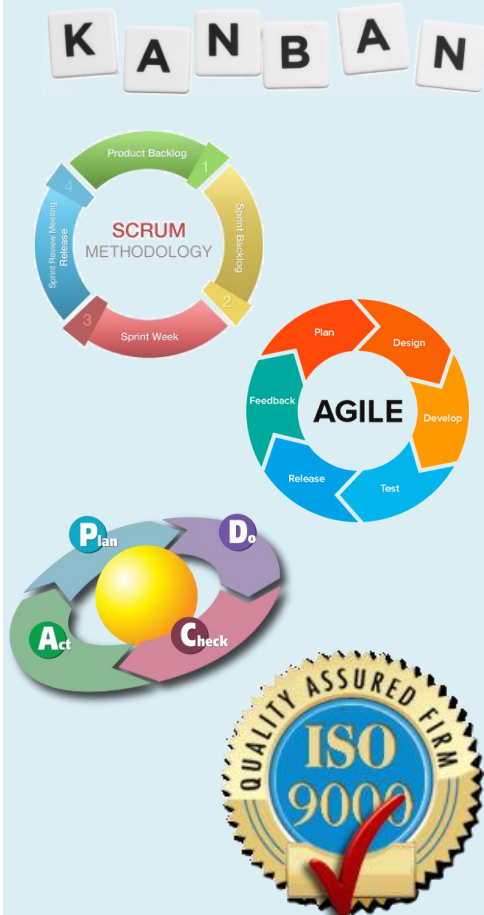 KANBAN
Product Backlog
1
Sprint Backlog
2
Sprint Week
3
Sprint Review Meeting
Release
4
SCRUM
METHODOLOGY
Plan
Design
Develop
Test
Release
Feedback
AGILE
Plan
Do
Check
Act
QUALITY ASSURED FIRM
ISO
9000